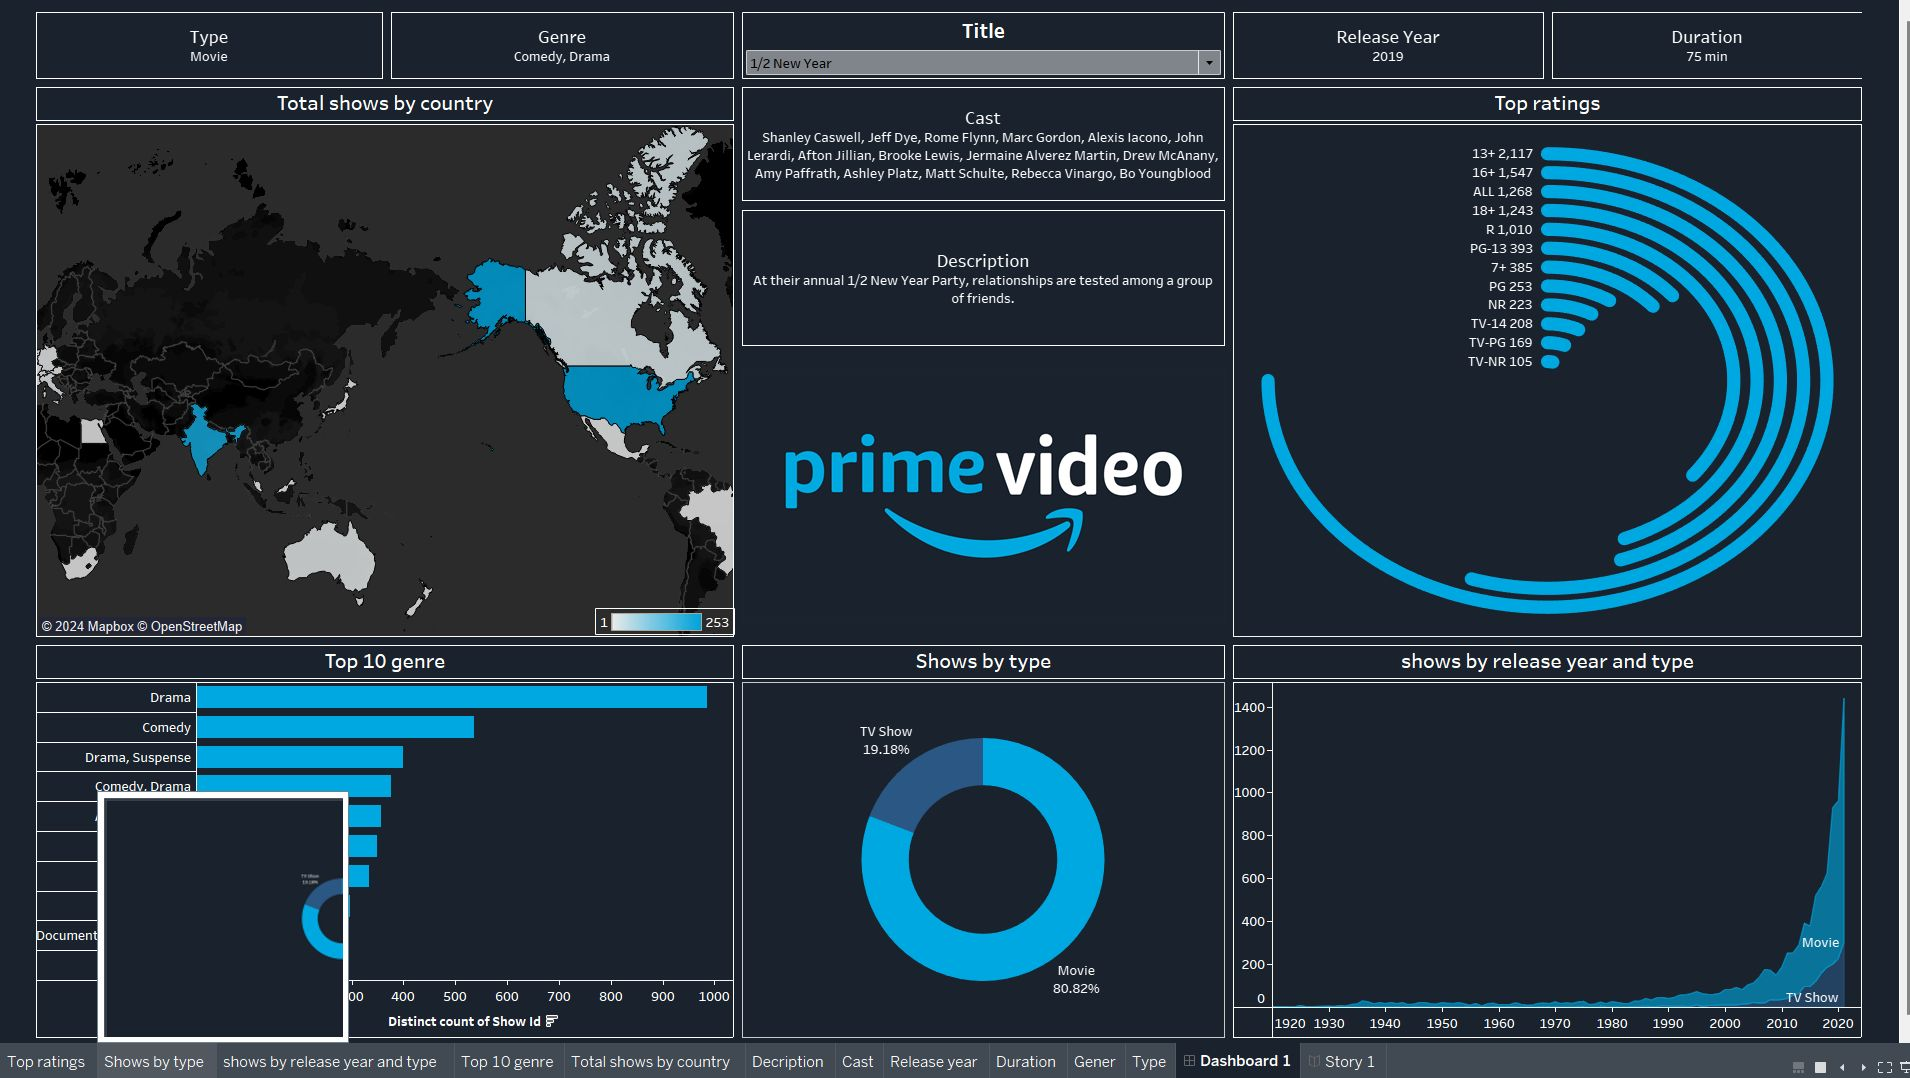 Type
Movie
Genre
Comedy, Drama
Title
1/2 New Year
Release Year
2019
Duration
75 min
Total shows by country
© 2024 Mapbox © OpenStreetMap
1 253
Cast
Shanley Caswell, Jeff Dye, Rome Flynn, Marc Gordon, Alexis Iacono, John
Lerardi, Afton Jillian, Brooke Lewis, Jermaine Alverez Martin, Drew McAnany,
Amy Paffrath, Ashley Platz, Matt Schulte, Rebecca Vinargo, Bo Youngblood
Description
At their annual 1/2 New Year Party, relationships are tested among a group
of friends.
prime video
Top ratings
13+ 2,117
16+ 1,547
ALL 1,268
18+ 1,243
R 1,010
PG-13 393
7+ 385
PG 253
NR 223
TV-14 208
TV-PG 169
TV-NR 105
Top 10 genre
Drama
Comedy
Drama, Suspense
Comedy, Drama
Document
TV Show
19.18%
00 400 500 600 700 800 900 1000
Distinct count of Show Id
Shows by type
TV Show
19.18%
Movie
80.82%
shows by release year and type
1400
1200
1000
800
600
400
200
0
Movie
TV Show
1920 1930 1940 1950 1960 1970 1980 1990 2000 2010 2020
Top ratings Shows by type shows by release year and type Top 10 genre Total shows by country Decription Cast Release year Duration Gener Type Dashboard 1 Story 1